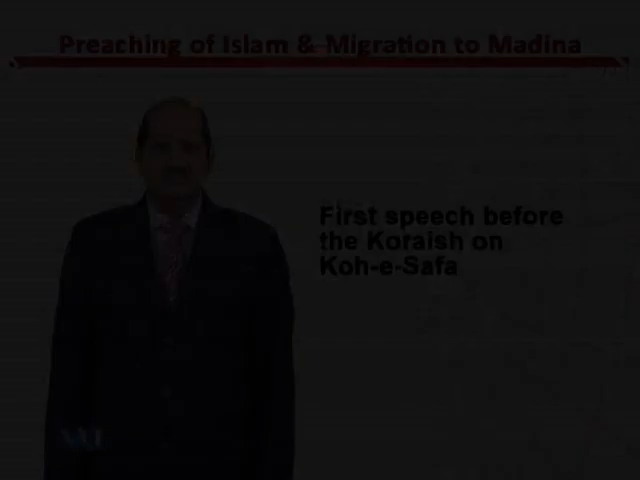 Preaching of Islam & Migration to Madina
First speech before
the Koraish on
Koh-e-Safa